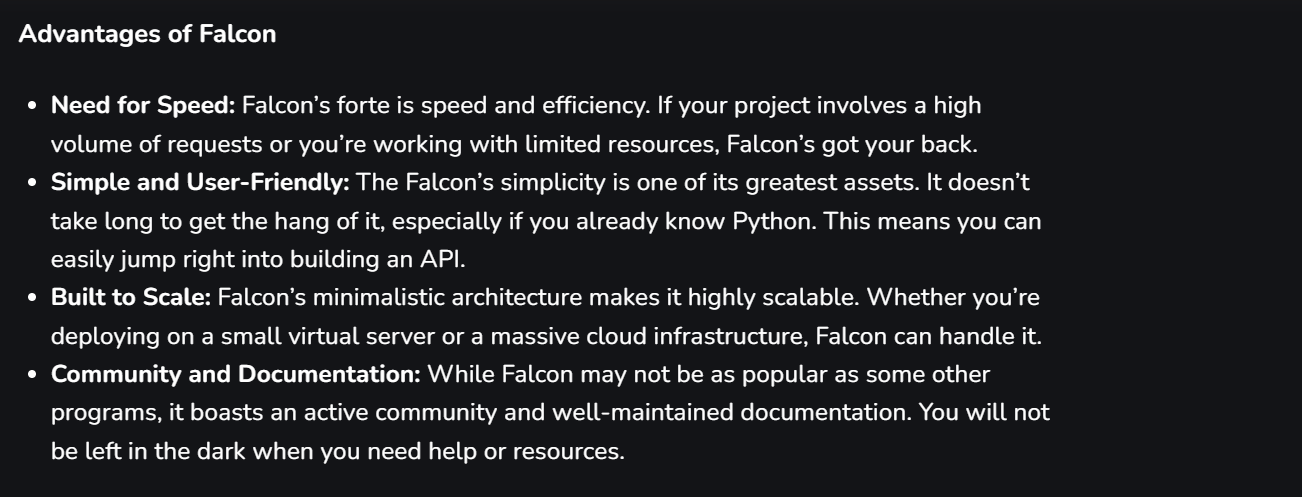 Advantages of Falcon
• Need for Speed: Falcon’s forte is speed and efficiency. If your project involves a high
volume of requests or you’re working with limited resources, Falcon’s got your back.
• Simple and User-Friendly: The Falcon’s simplicity is one of its greatest assets. It doesn’t
take long to get the hang of it, especially if you already know Python. This means you can
easily jump right into building an API.
• Built to Scale: Falcon’s minimalistic architecture makes it highly scalable. Whether you’re
deploying on a small virtual server or a massive cloud infrastructure, Falcon can handle it.
• Community and Documentation: While Falcon may not be as popular as some other
programs, it boasts an active community and well-maintained documentation. You will not
be left in the dark when you need help or resources.